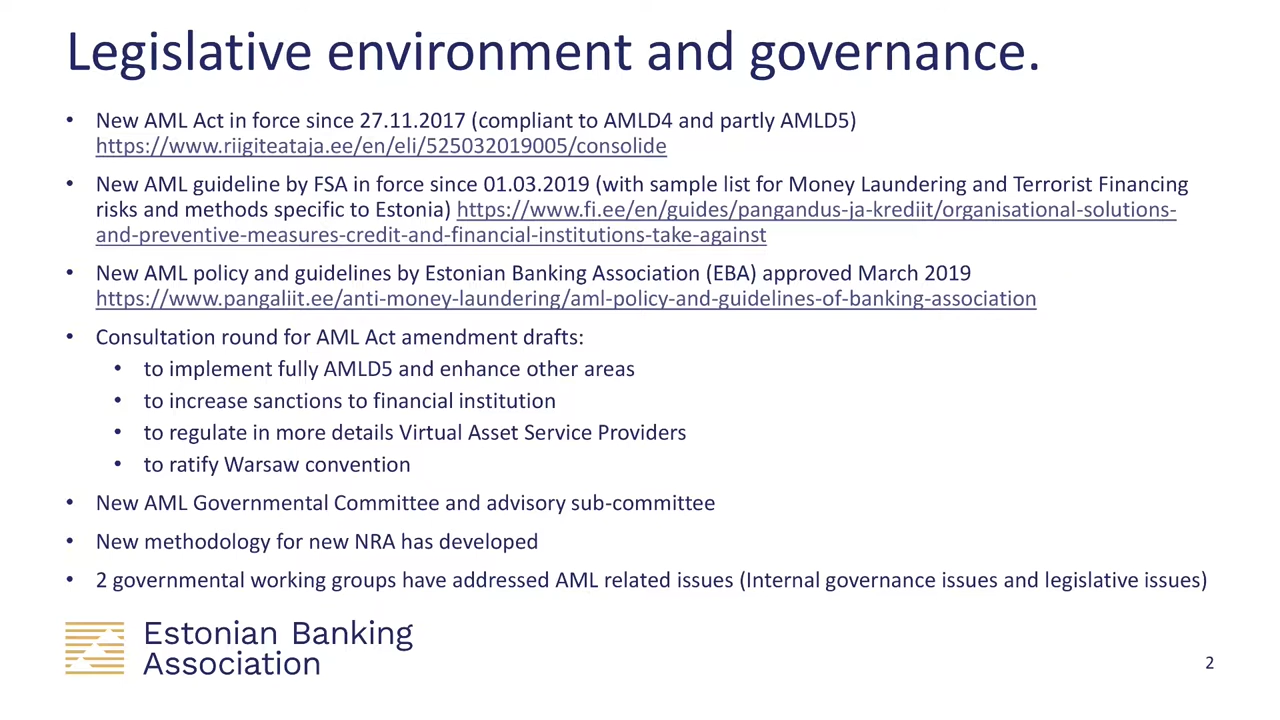 Legislative environment and governance.
• New AML Act in force since 27.11.2017 (compliant to AMLD4 and partly AMLD5)
https://www.riigiteataja.ee/en/eli/525032019005/consolide
• New AML guideline by FSA in force since 01.03.2019 (with sample list for Money Laundering and Terrorist Financing
risks and methods specific to Estonia) https://www.fi.ee/en/guides/pangandus-ja-krediit/organisational-solutions-
and-preventive-measures-credit-and-financial-institutions-take-against
• New AML policy and guidelines by Estonian Banking Association (EBA) approved March 2019
https://www.pangaliit.ee/anti-money-laundering/aml-policy-and-guidelines-of-banking-association
• Consultation round for AML Act amendment drafts:
• to implement fully AMLD5 and enhance other areas
• to increase sanctions to financial institution
• to regulate in more details Virtual Asset Service Providers
• to ratify Warsaw convention
• New AML Governmental Committee and advisory sub-committee
• New methodology for new NRA has developed
• 2 governmental working groups have addressed AML related issues (Internal governance issues and legislative issues)
Estonian Banking
Association
2